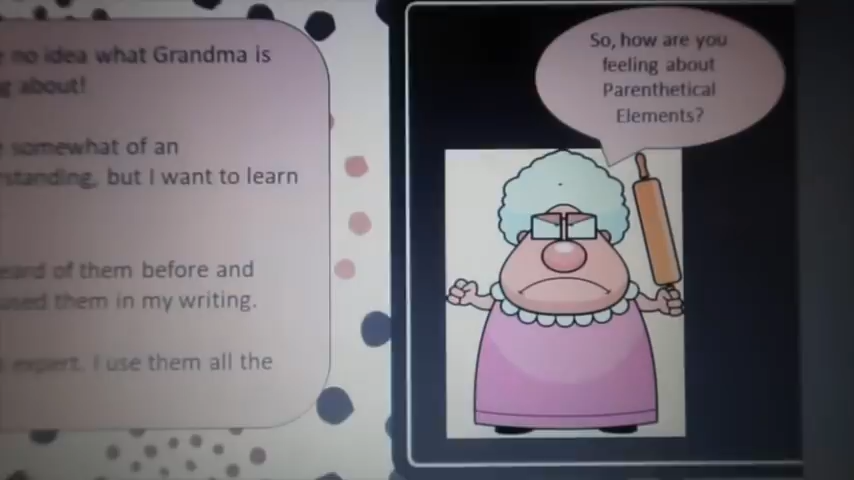 no idea what Grandma is
about!
somewhat of an
standing, but I want to learn
eard of them before and
used them in my writing.
expert. I use them all the
So, how are you
feeling about
Parenthetical
Elements?